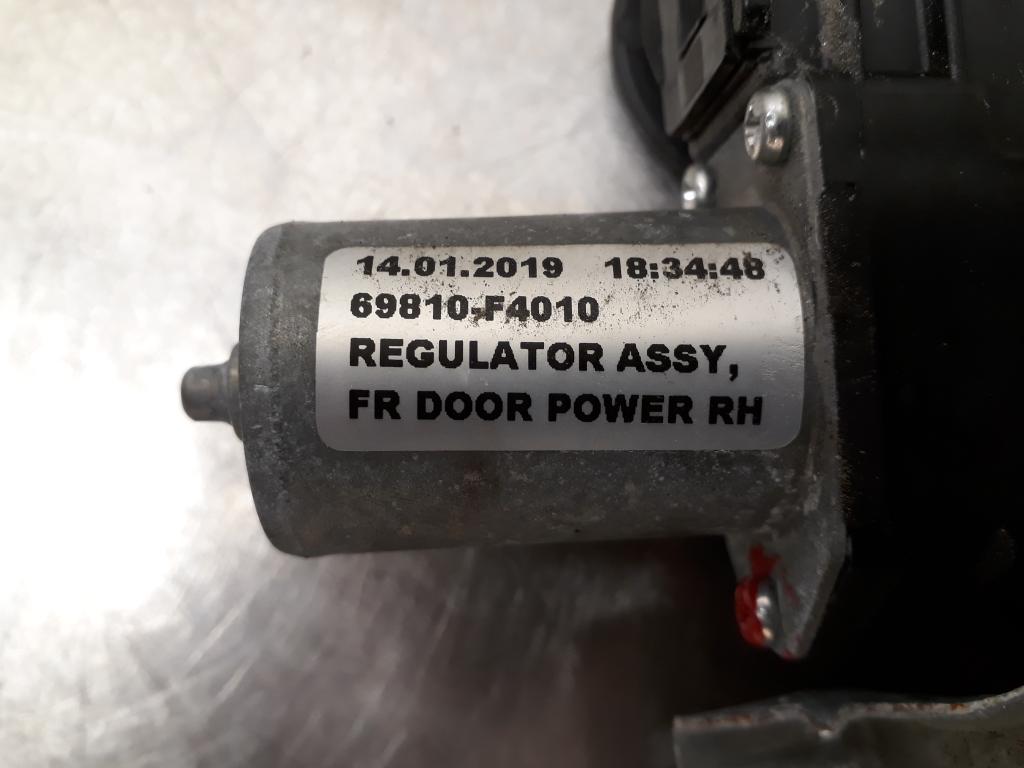 14.01.2019 18:34:48
69810-F4010
REGULATOR ASSY,
FR DOOR POWER RH